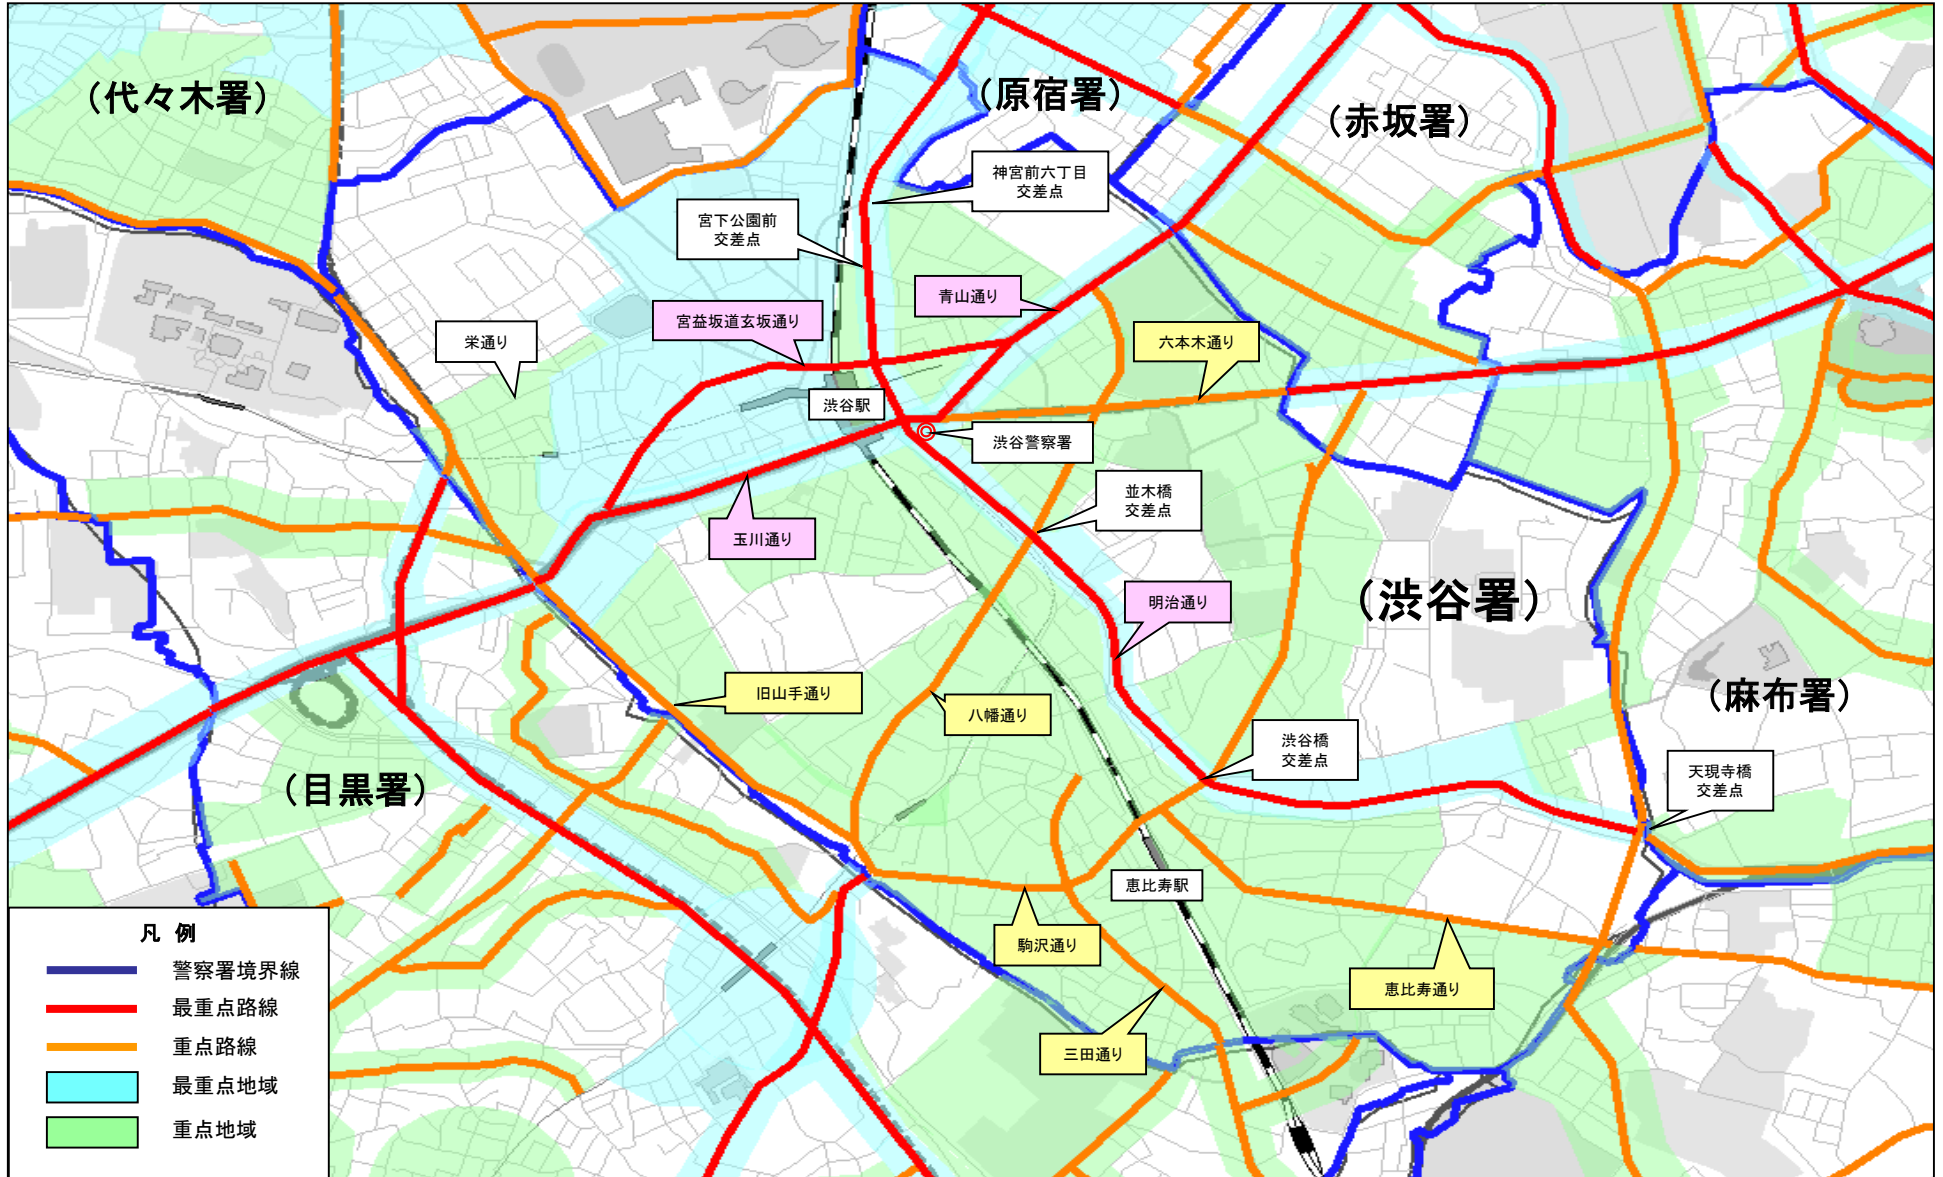 (代々木署)
(原宿署)
(赤坂署)
神宮前六丁目
交差点
宮下公園前
交差点
青山通り
宮益坂道玄坂通り
栄通り
六本木通り
渋谷駅
渋谷警察署
並木橋
交差点
玉川通り
明治通り
(渋谷署)
旧山手通り
八幡通り
(麻布署)
渋谷橋
交差点
天現寺橋
交差点
(目黒署)
恵比寿駅
駒沢通り
恵比寿通り
三田通り
凡 例
警察署境界線
最重点路線
重点路線
最重点地域
重点地域